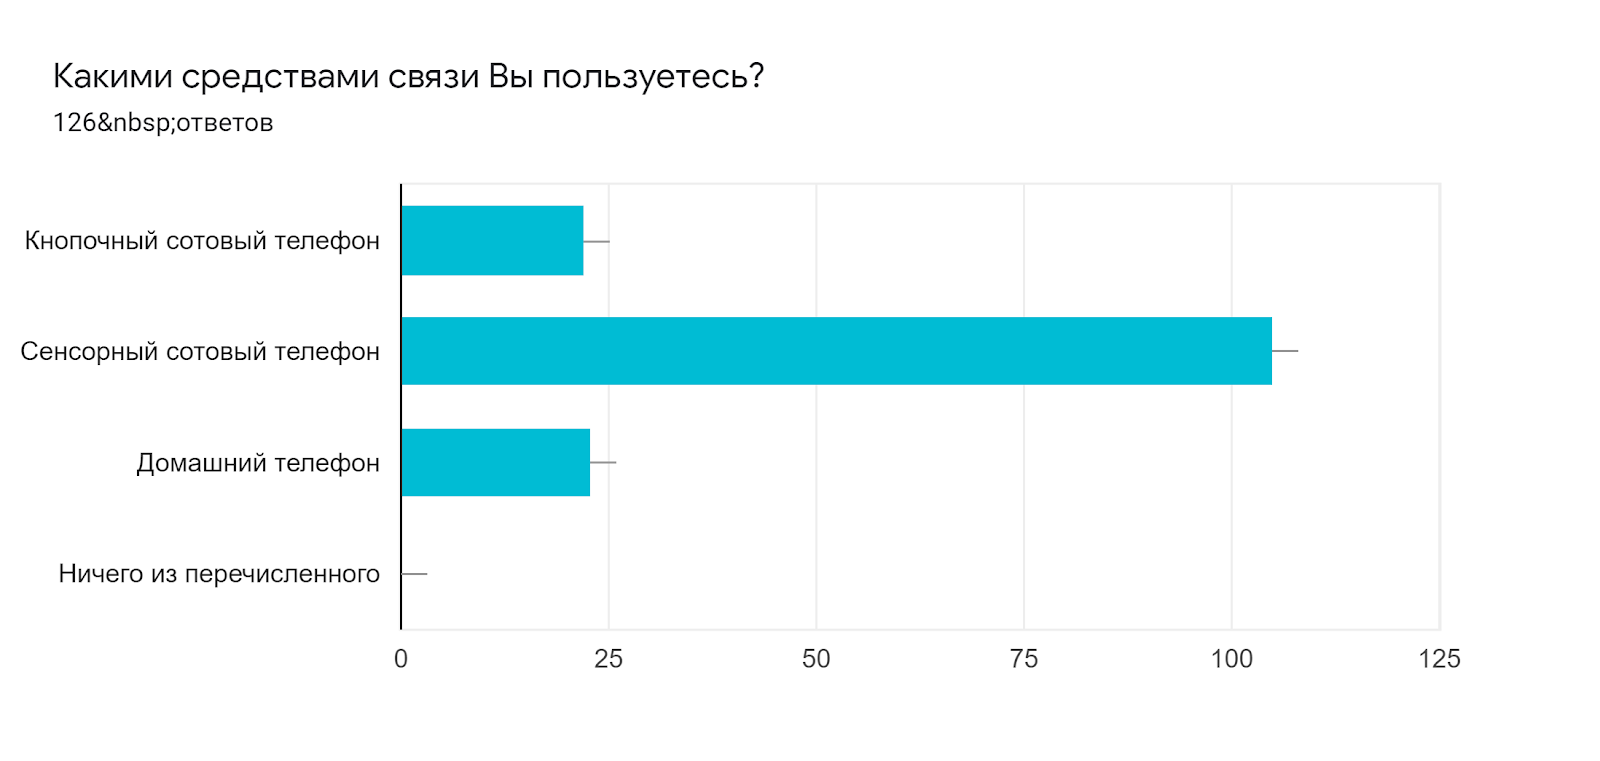 Какими средствами связи Вы пользуетесь?
126&nbsp;ответов
Кнопочный сотовый телефон
Сенсорный сотовый телефон
Домашний телефон
Ничего из перечисленного
0 25 50 75 100 125